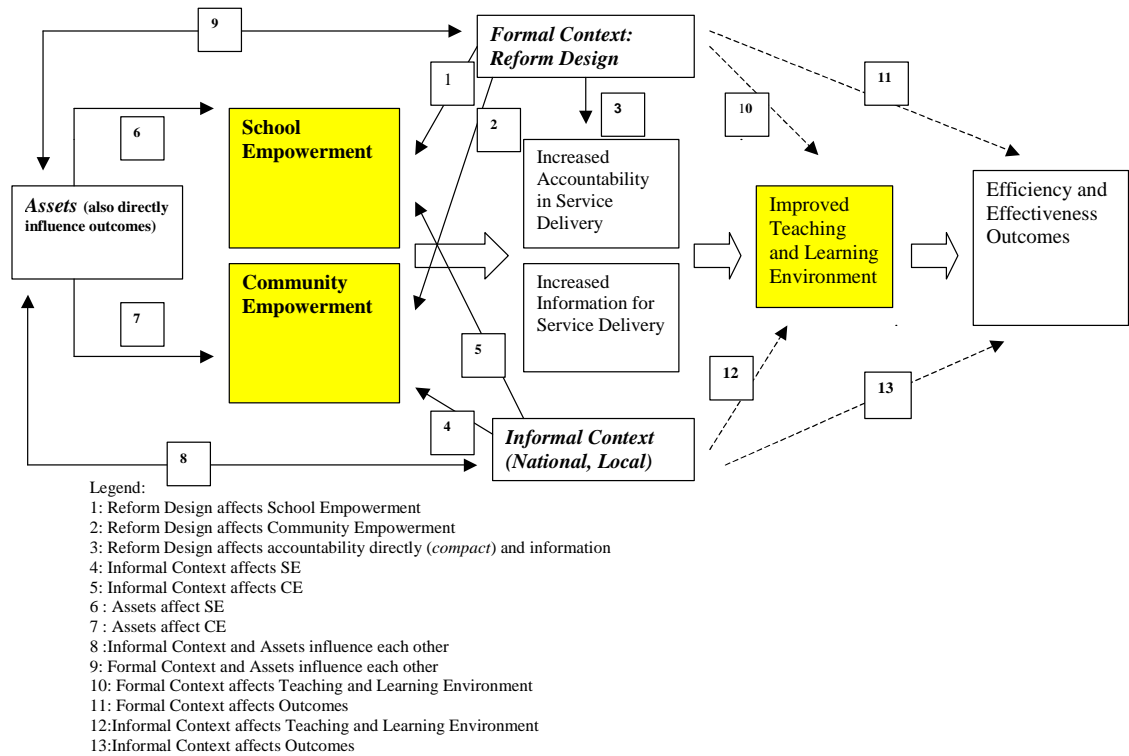 9
Formal Context:
Reform Design
1
2
3
10
11
6
School
Empowerment
Increased
Accountability
in Service
Delivery
Assets (also directly
influence outcomes)
Improved
Teaching
and Learning
Environment
Efficiency and
Effectiveness
Outcomes
Community
Empowerment
Increased
Information for
Service Delivery
7
5
12
13
4
8
Informal Context
(National, Local)
Legend:
1: Reform Design affects School Empowerment
2: Reform Design affects Community Empowerment
3: Reform Design affects accountability directly (compact) and information
4: Informal Context affects SE
5: Informal Context affects CE
6 : Assets affect SE
7 : Assets affect CE
8 :Informal Context and Assets influence each other
9: Formal Context and Assets influence each other
10: Formal Context affects Teaching and Learning Environment
11: Formal Context affects Outcomes
12:Informal Context affects Teaching and Learning Environment
13:Informal Context affects Outcomes